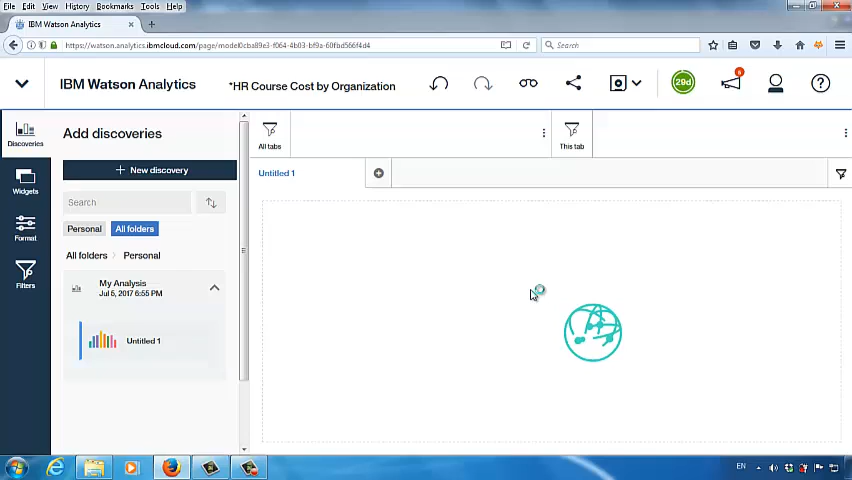 File Edit View History Bookmarks Tools Help
IBM Watson Analytics
https://watson.analytics.ibmcloud.com/page/model0cba89e3-f064-4b03-bf9a-60fbd566f4d4
Search
IBM Watson Analytics
*HR Course Cost by Organization
29d
6
Discoveries
Add discoveries
All tabs
This tab
New discovery
Untitled 1
Widgets
Search
Personal
All folders
Format
All folders > Personal
Filters
My Analysis
Jul 5, 2017 6:55 PM
Untitled 1
EN